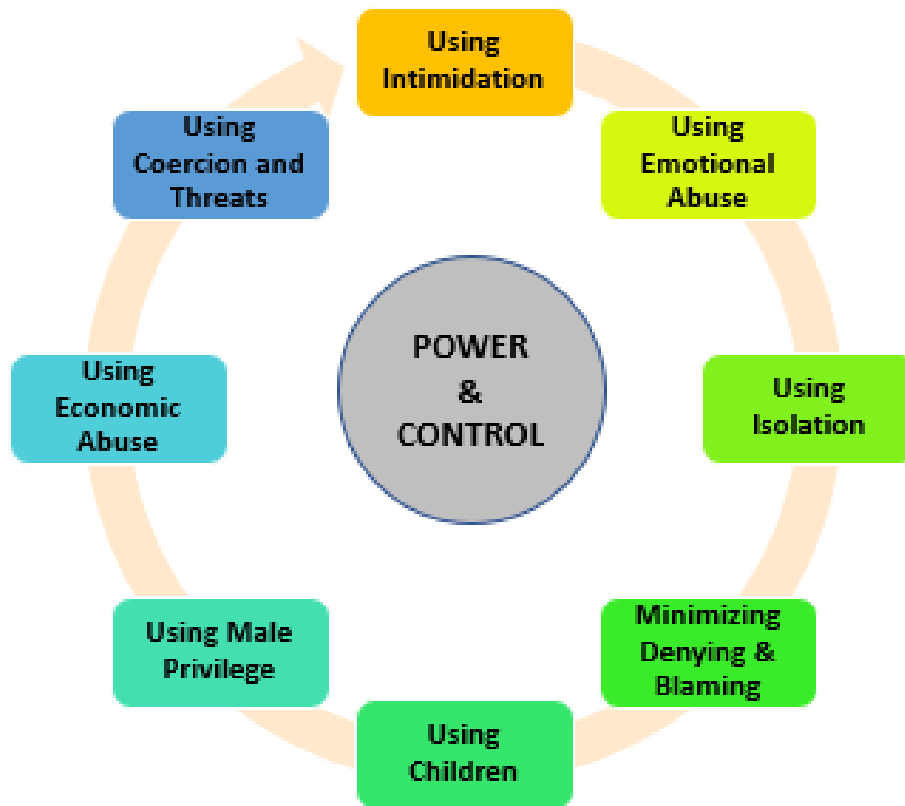 Using
Intimidation
Using
Emotional
Abuse
Using
Isolation
Minimizing
Denying &
Blaming
Using
Children
Using Male
Privilege
Using
Economic
Abuse
Using
Coercion and
Threats
POWER
&
CONTROL